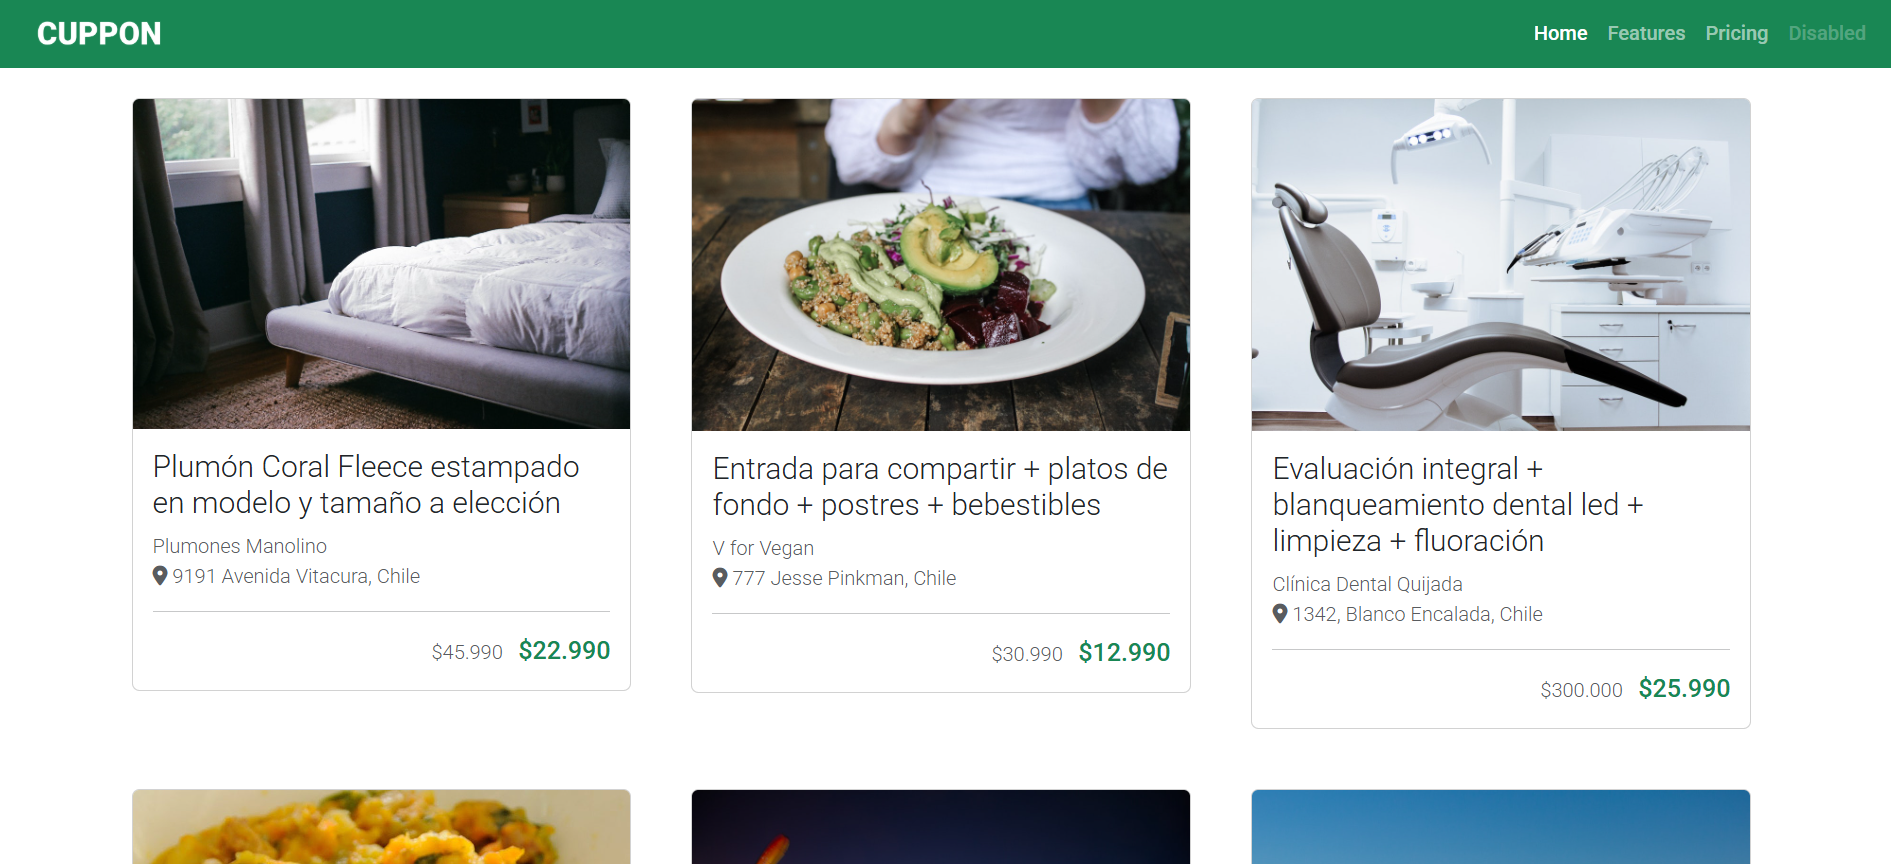 CUPPON
Home Features Pricing Disabled
Plumón Coral Fleece estampado
en modelo y tamaño a elección
Plumones Manolino
9191 Avenida Vitacura, Chile
$45.990 $22.990
Entrada para compartir + platos de
fondo + postres + bebestibles
V for Vegan
777 Jesse Pinkman, Chile
$30.990 $12.990
Evaluación integral +
blanqueamiento dental led +
limpieza + fluoración
Clínica Dental Quijada
1342, Blanco Encalada, Chile
$300.000 $25.990